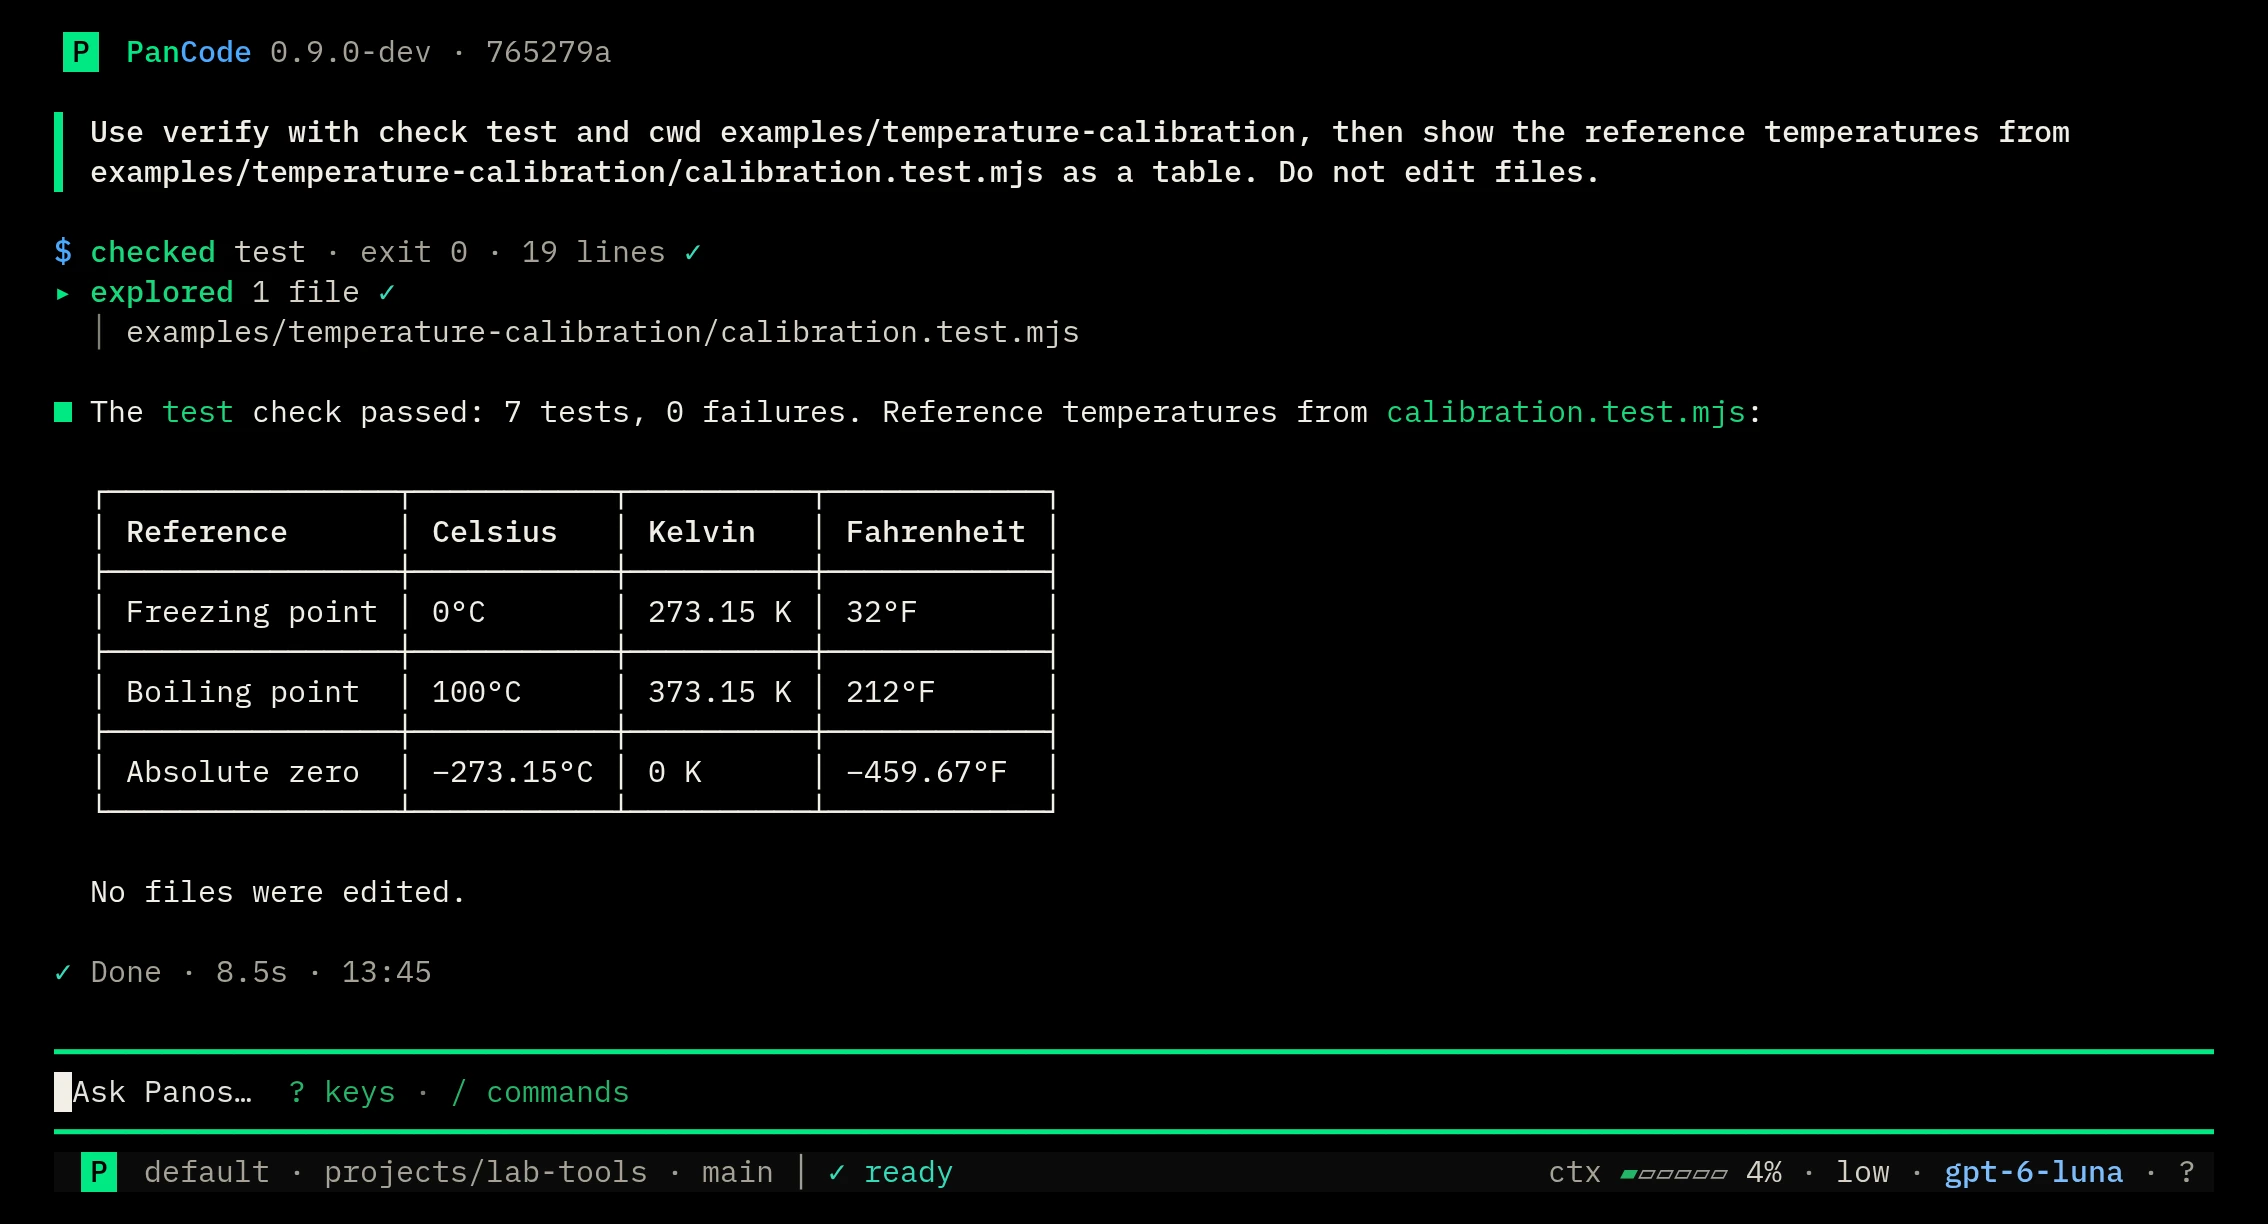 P PanCode 0.9.0-dev · 765279a
Use verify with check test and cwd examples/temperature-calibration, then show the reference temperatures from
examples/temperature-calibration/calibration.test.mjs as a table. Do not edit files.
$ checked test · exit 0 · 19 lines ✓
▸ explored 1 file ✓
│ examples/temperature-calibration/calibration.test.mjs
■ The test check passed: 7 tests, 0 failures. Reference temperatures from calibration.test.mjs:
Reference │ Celsius │ Kelvin │ Fahrenheit
Freezing point │ 0°C │ 273.15 K │ 32°F
Boiling point │ 100°C │ 373.15 K │ 212°F
Absolute zero │ −273.15°C │ 0 K │ −459.67°F
No files were edited.
✓ Done · 8.5s · 13:45
Ask Panos… ? keys · / commands
P default · projects/lab-tools · main │ ✓ ready ctx ▰▱▱▱▱▱ 4% · low · gpt-6-luna · ?